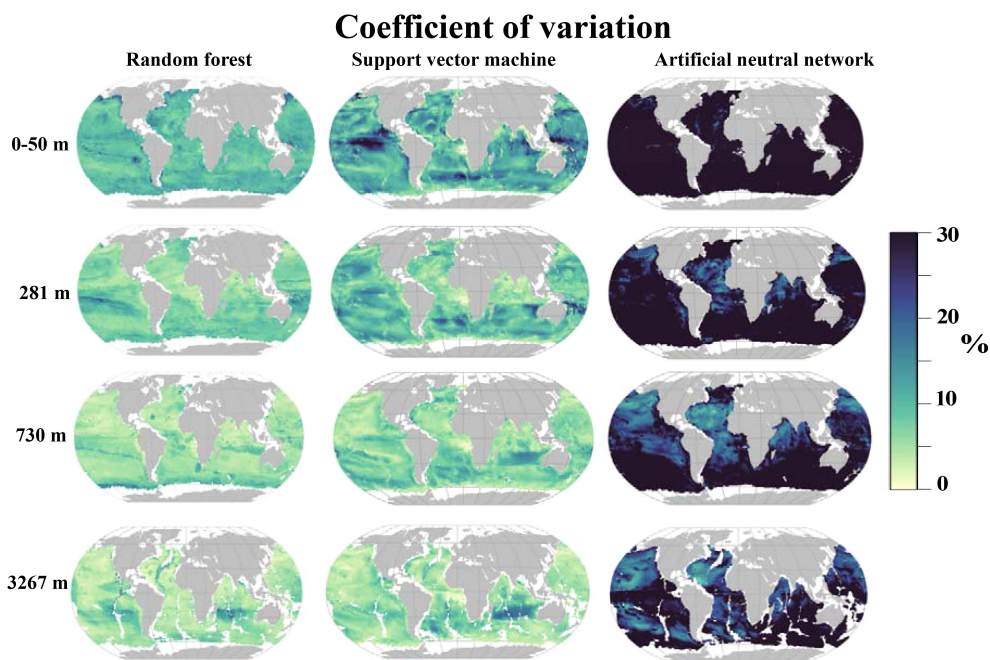 Coefficient of variation
Random forest Support vector machine Artificial neutral network
0-50 m
281 m
730 m
3267 m
30
20
%
10
0